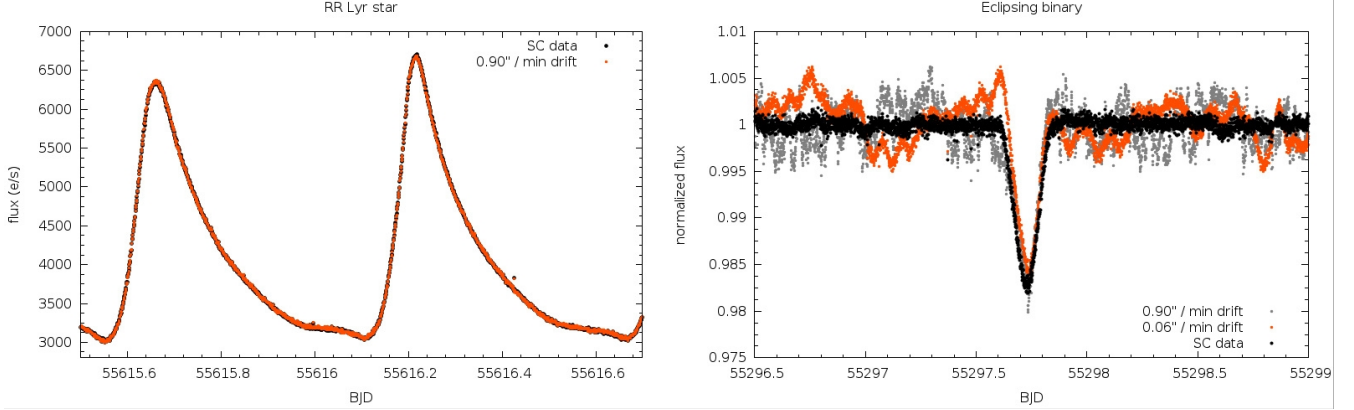 RR Lyr star
7000
6500
6000
5500
5000
4500
4000
3500
3000
flux (e/s)
SC data
0.90" / min drift
55615.6
55615.8
55616
55616.2
55616.4
55616.6
BJD
Eclipsing binary
1.01
1.005
1
0.995
0.99
0.985
0.98
0.975
normalized flux
0.90" / min drift
0.06" / min drift
SC data
55296.5
55297
55297.5
55298
55298.5
55299
BJD